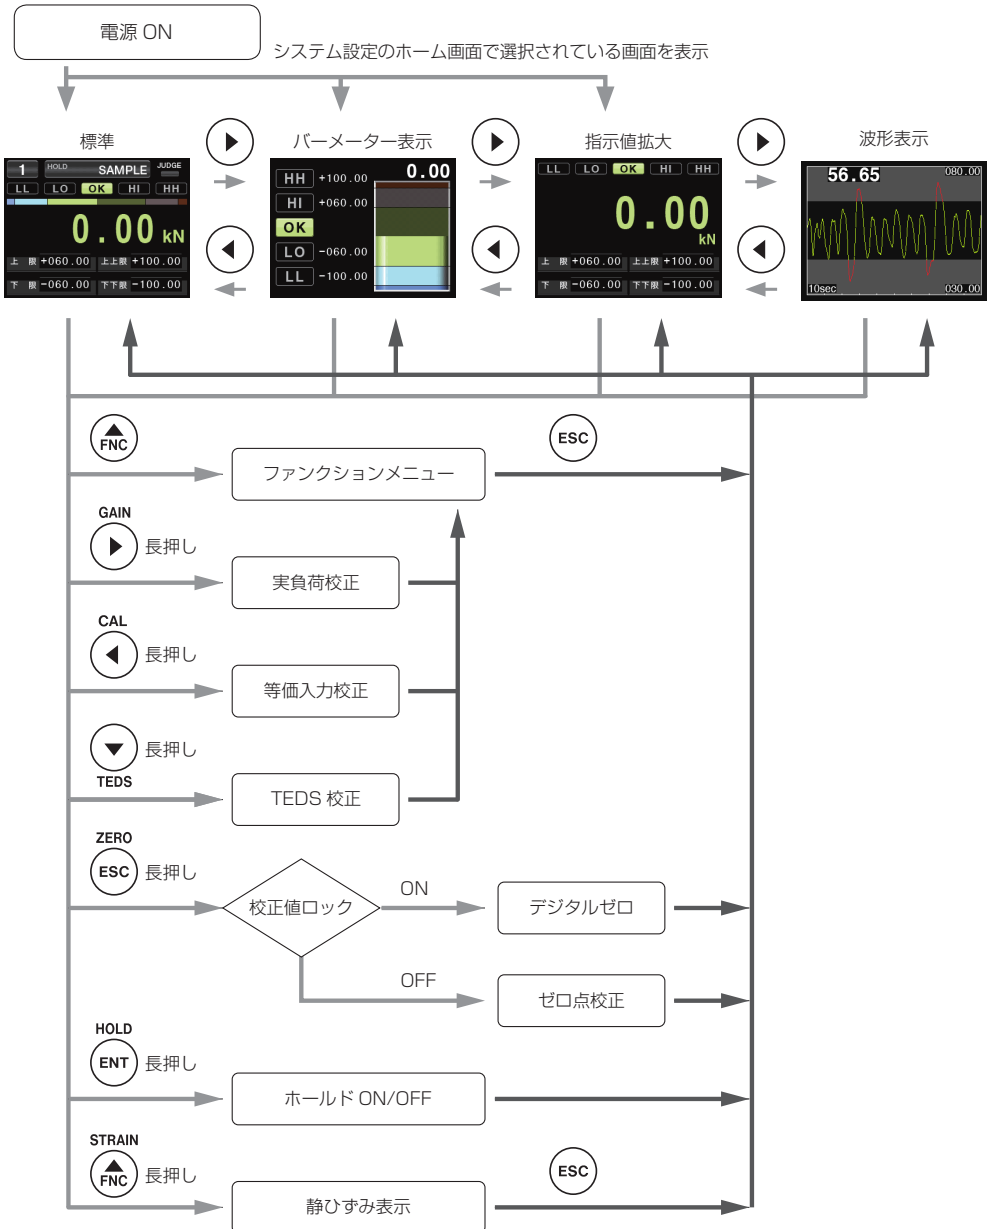 電源 ON
システム設定のホーム画面で選択されている画面を表示
標準
バーメーター表示
指示値拡大
波形表示
1 HOLD SAMPLE JUDGE
LL LO OK HI HH
0.00 kN
上 限 +060.00 上上限 +100.00
下 限 -060.00 下下限 -100.00
0.00
HH +100.00
HI +060.00
OK
LO -060.00
LL -100.00
LL LO OK HI HH
0.00
kN
上 限 +060.00 上上限 +100.00
下 限 -060.00 下下限 -100.00
56.65 080.00
10sec 030.00
FNC
ESC
ファンクションメニュー
GAIN
長押し
実負荷校正
CAL
長押し
等価入力校正
長押し
TEDS
TEDS 校正
ZERO
ESC 長押し
校正値ロック
ON
デジタルゼロ
OFF
ゼロ点校正
HOLD
ENT 長押し
ホールド ON/OFF
STRAIN
FNC 長押し
ESC
静ひずみ表示